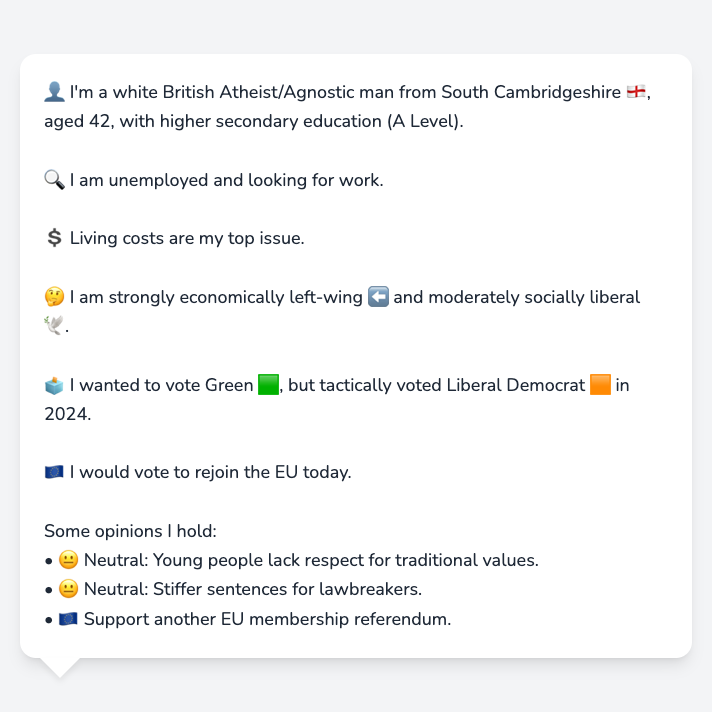 👤 I'm a white British Atheist/Agnostic man from South Cambridgeshire 🏴󠁧󠁢󠁥󠁮󠁧󠁿,
aged 42, with higher secondary education (A Level).
🔍 I am unemployed and looking for work.
💲 Living costs are my top issue.
🤔 I am strongly economically left-wing ⬅️ and moderately socially liberal
🕊️.
🗳️ I wanted to vote Green 🟩, but tactically voted Liberal Democrat 🟧 in
2024.
🇪🇺 I would vote to rejoin the EU today.
Some opinions I hold:
• 😐 Neutral: Young people lack respect for traditional values.
• 😐 Neutral: Stiffer sentences for lawbreakers.
• 🇪🇺 Support another EU membership referendum.